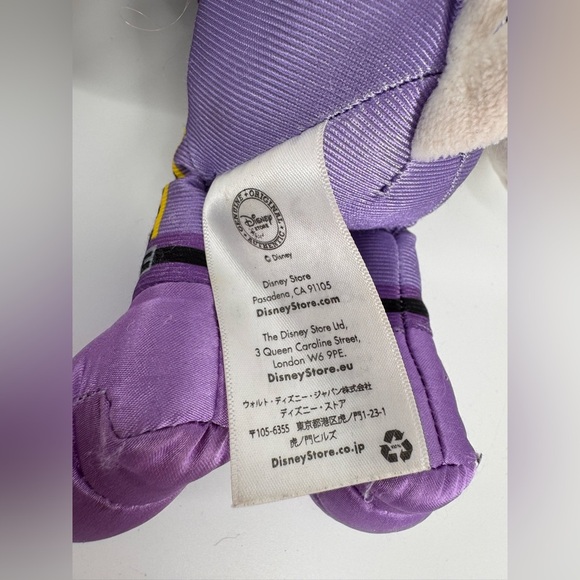 GENUINE • ORIGINAL • AUTHENTIC
Disney
STORE
© Disney
Disney Store
Pasadena, CA 91105
DisneyStore.com
The Disney Store Ltd,
3 Queen Caroline Street,
London W6 9PE.
DisneyStore.eu
ウォルト・ディズニー・ジャパン株式会社
ディズニー・ストア
〒105-6355 東京都港区虎ノ門1-23-1
虎ノ門ヒルズ
DisneyStore.co.jp